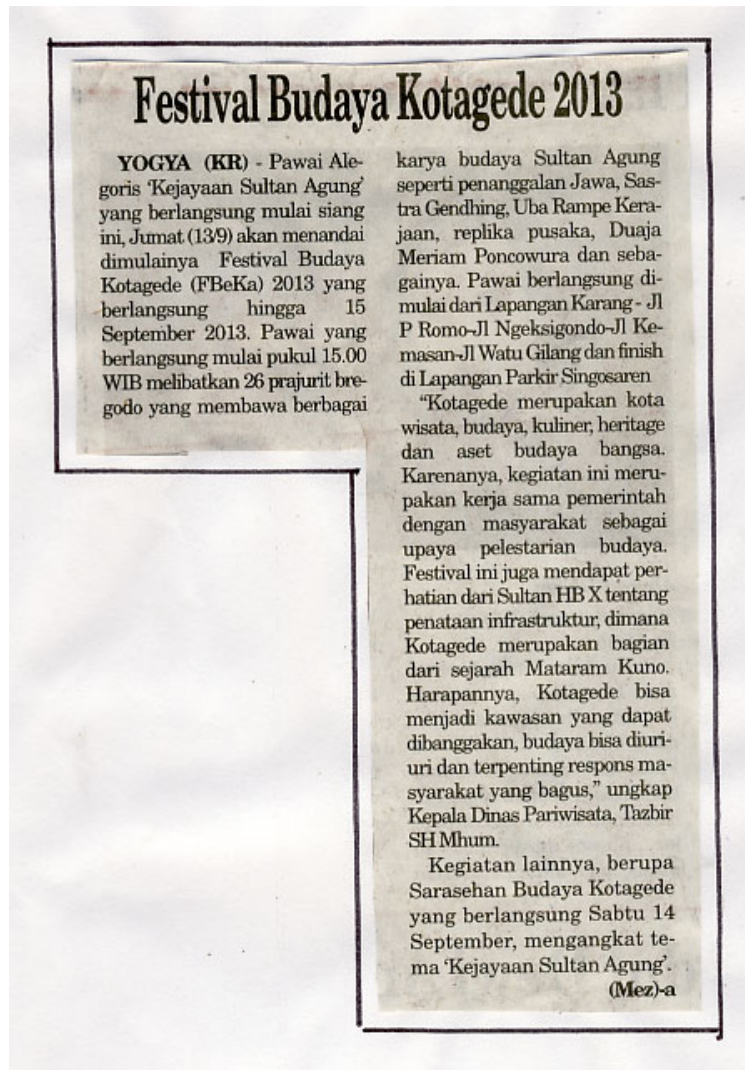 Festival Budaya Kotagede 2013
YOGYA (KR) - Pawai Ale-
goris 'Kejayaan Sultan Agung'
yang berlangsung mulai siang
ini, Jumat (13/9) akan menandai
dimulainya Festival Budaya
Kotagede (FBeKa) 2013 yang
berlangsung hingga 15
September 2013. Pawai yang
berlangsung mulai pukul 15.00
WIB melibatkan 26 prajurit bre-
godo yang membawa berbagai
karya budaya Sultan Agung
seperti penanggalan Jawa, Sas-
tra Gendhing, Uba Rampe Kera-
jaan, replika pusaka, Duaja
Meriam Poncowura dan seba-
gainya. Pawai berlangsung di-
mulai dari Lapangan Karang - Jl
P Romo-Jl Ngeksigondo-Jl Ke-
masan-Jl Watu Gilang dan finish
di Lapangan Parkir Singosaren
"Kotagede merupakan kota
wisata, budaya, kuliner, heritage
dan aset budaya bangsa.
Karenanya, kegiatan ini meru-
pakan kerja sama pemerintah
dengan masyarakat sebagai
upaya pelestarian budaya.
Festival ini juga mendapat per-
hatian dari Sultan HB X tentang
penataan infrastruktur, dimana
Kotagede merupakan bagian
dari sejarah Mataram Kuno.
Harapannya, Kotagede bisa
menjadi kawasan yang dapat
dibanggakan, budaya bisa diuri-
uri dan terpenting respons ma-
syarakat yang bagus," ungkap
Kepala Dinas Pariwisata, Tazbir
SH Mhum.
Kegiatan lainnya, berupa
Sarasehan Budaya Kotagede
yang berlangsung Sabtu 14
September, mengangkat te-
ma 'Kejayaan Sultan Agung'.
(Mez)-a